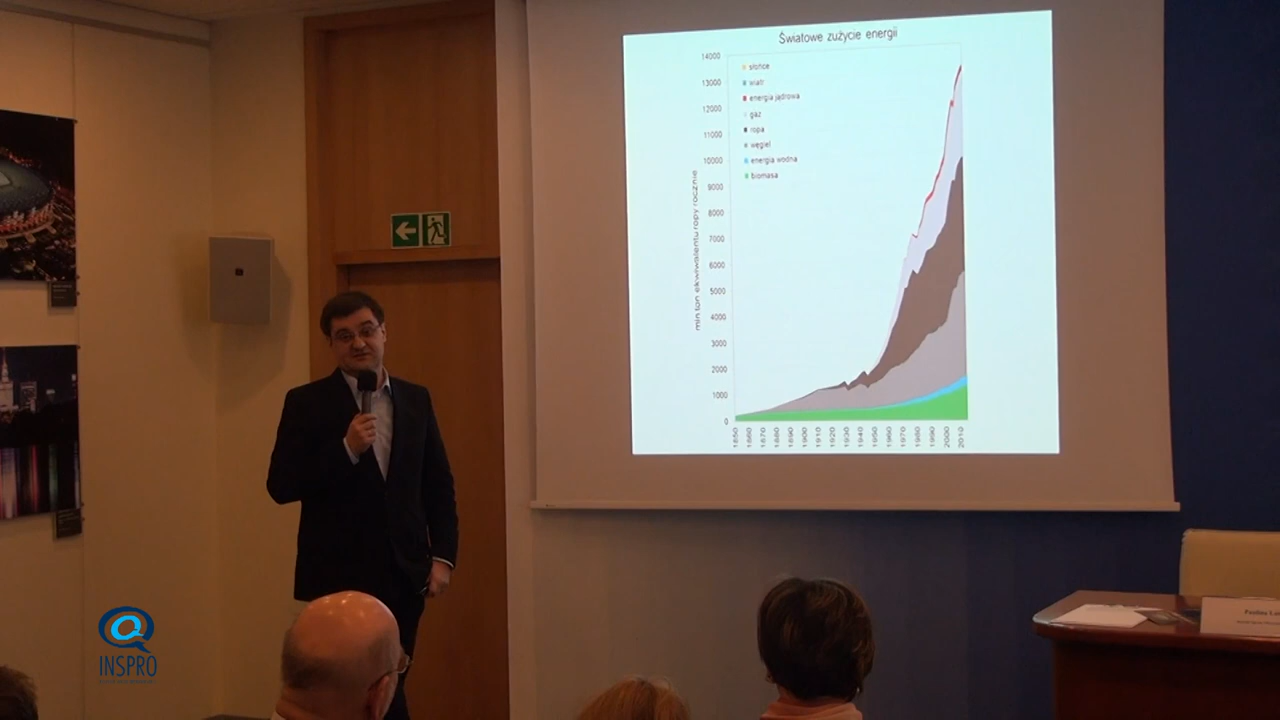 Światowe zużycie energii
14000
13000
12000
11000
10000
9000
8000
7000
6000
5000
4000
3000
2000
1000
0
mln ton ekwiwalentu ropy rocznie
słońce
wiatr
energia jądrowa
gaz
ropa
węgiel
energia wodna
biomasa
1850
1860
1870
1880
1890
1900
1910
1920
1930
1940
1950
1960
1970
1980
1990
2000
2010
INSPRO
Paulina